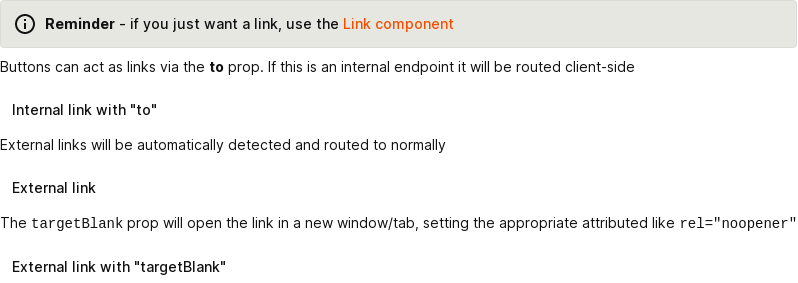 Reminder - if you just want a link, use the Link component
Buttons can act as links via the to prop. If this is an internal endpoint it will be routed client-side
Internal link with "to"
External links will be automatically detected and routed to normally
External link
The targetBlank prop will open the link in a new window/tab, setting the appropriate attributed like rel="noopener"
External link with "targetBlank"